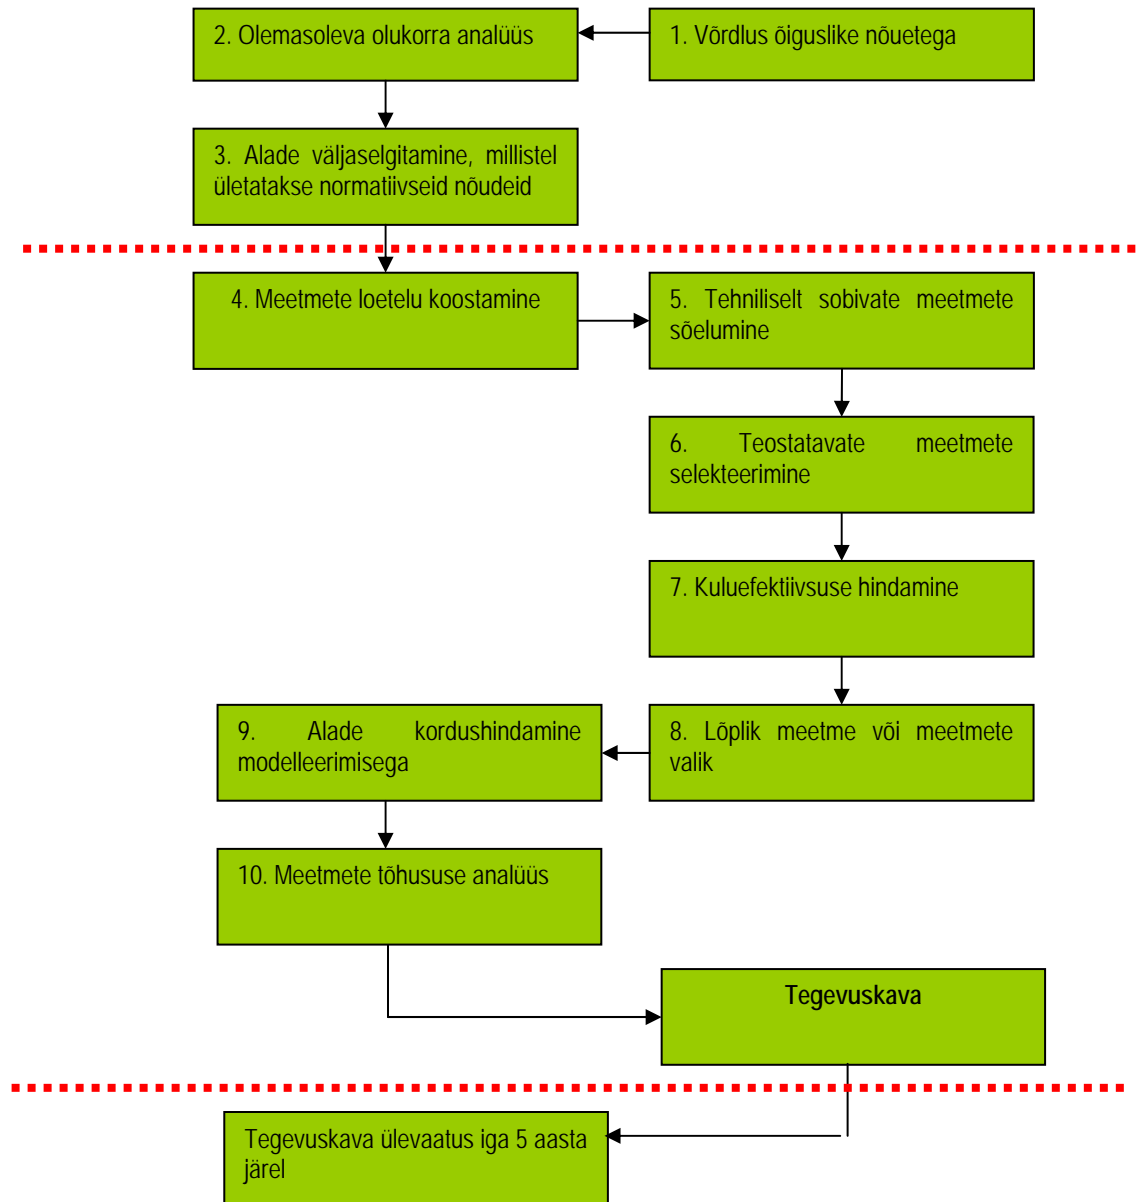 2. Olemasoleva olukorra analüüs
1. Võrdlus õiguslike nõuetega
3. Alade väljaselgitamine, millistel
ületatakse normatiivseid nõudeid
4. Meetmete loetelu koostamine
5. Tehniliselt sobivate meetmete
sõelumine
6. Teostatavate meetmete
selekteerimine
7. Kuluefektiivsuse hindamine
9. Alade kordushindamine
modelleerimisega
8. Lõplik meetme või meetmete
valik
10. Meetmete tõhususe analüüs
Tegevuskava
Tegevuskava ülevaatus iga 5 aasta
järel